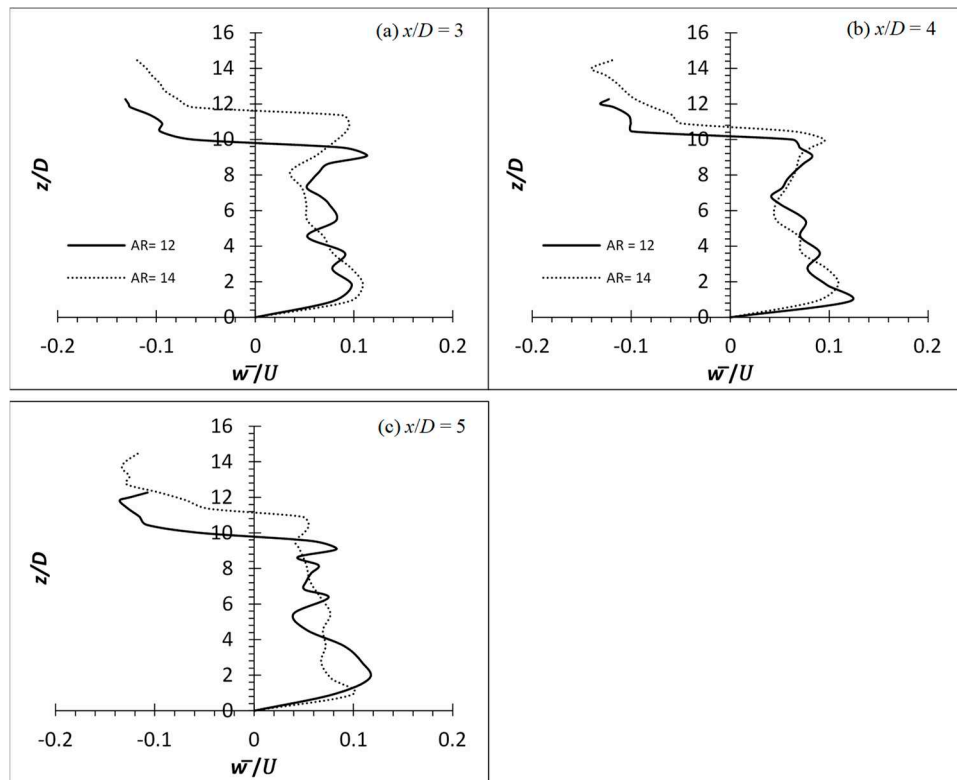 (a) x/D = 3
16
14
12
10
8
6
4
2
0
z/D
AR= 12
AR= 14
-0.2 -0.1 0 0.1 0.2
w̅/U
(b) x/D = 4
16
14
12
10
8
6
4
2
0
z/D
AR = 12
AR= 14
-0.2 -0.1 0 0.1 0.2
w̅/U
(c) x/D = 5
16
14
12
10
8
6
4
2
0
z/D
-0.2 -0.1 0 0.1 0.2
w̅/U